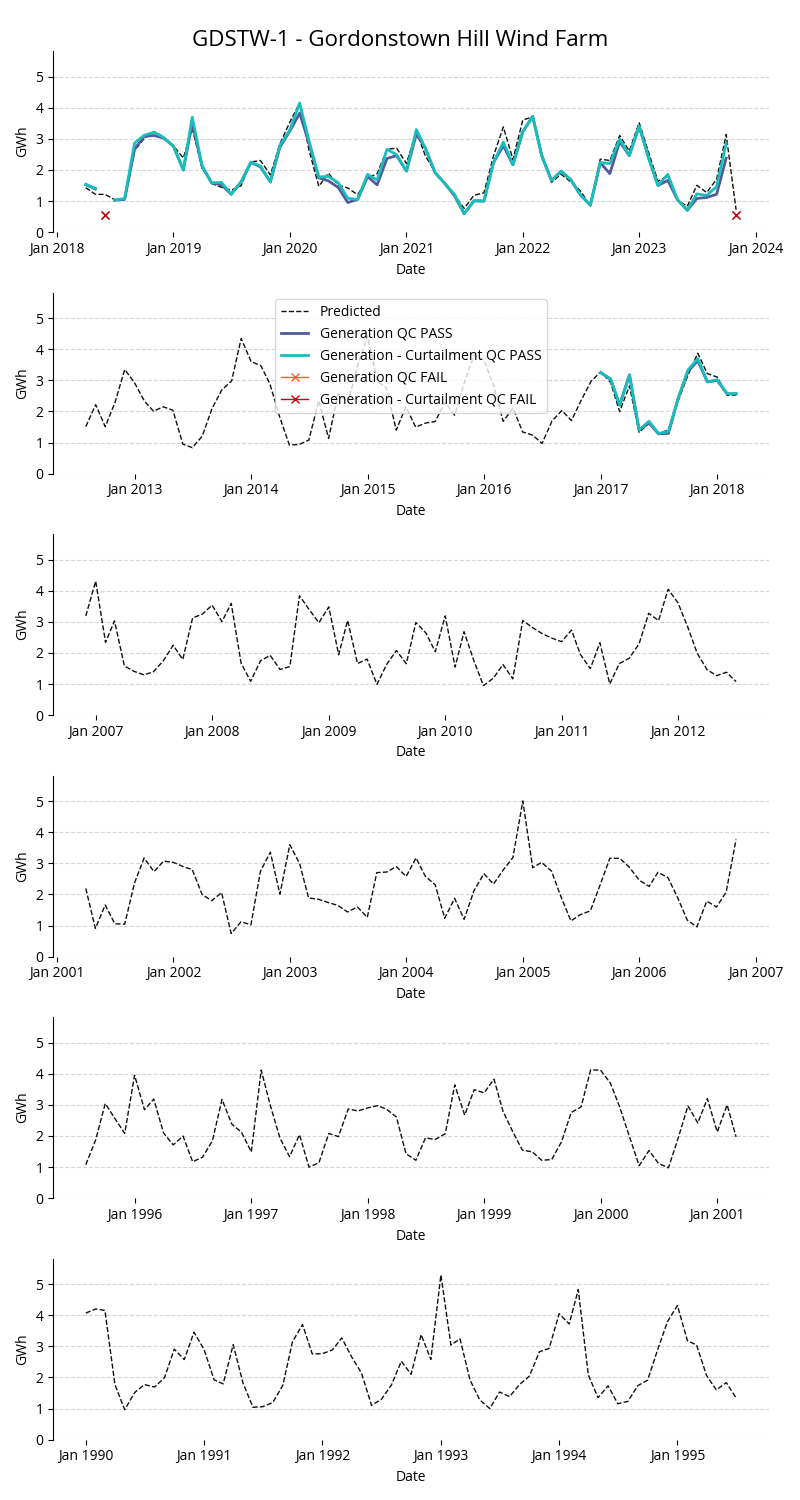 GDSTW-1 - Gordonstown Hill Wind Farm
5
4
3
2
1
0
GWh
Jan 2018 Jan 2019 Jan 2020 Jan 2021 Jan 2022 Jan 2023 Jan 2024
Date
5
4
3
2
1
0
GWh
Predicted
Generation QC PASS
Generation - Curtailment QC PASS
Generation QC FAIL
Generation - Curtailment QC FAIL
Jan 2013 Jan 2014 Jan 2015 Jan 2016 Jan 2017 Jan 2018
Date
5
4
3
2
1
0
GWh
Jan 2007 Jan 2008 Jan 2009 Jan 2010 Jan 2011 Jan 2012
Date
5
4
3
2
1
0
GWh
Jan 2001 Jan 2002 Jan 2003 Jan 2004 Jan 2005 Jan 2006 Jan 2007
Date
5
4
3
2
1
0
GWh
Jan 1996 Jan 1997 Jan 1998 Jan 1999 Jan 2000 Jan 2001
Date
5
4
3
2
1
0
GWh
Jan 1990 Jan 1991 Jan 1992 Jan 1993 Jan 1994 Jan 1995
Date